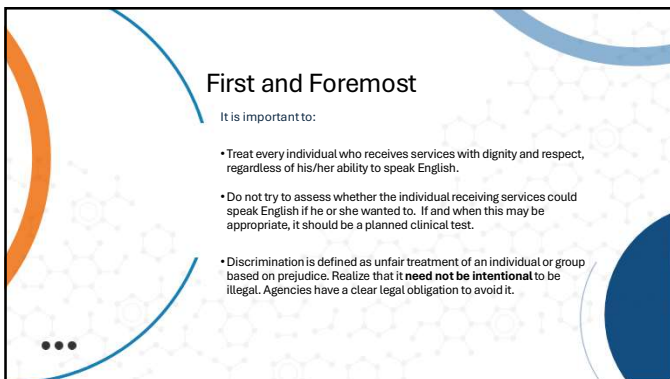 First and Foremost
It is important to:
•Treat every individual who receives services with dignity and respect,
regardless of his/her ability to speak English.
•Do not try to assess whether the individual receiving services could
speak English if he or she wanted to.  If and when this may be
appropriate, it should be a planned clinical test.
•Discrimination is defined as unfair treatment of an individual or group
based on prejudice. Realize that it need not be intentional to be
illegal. Agencies have a clear legal obligation to avoid it.